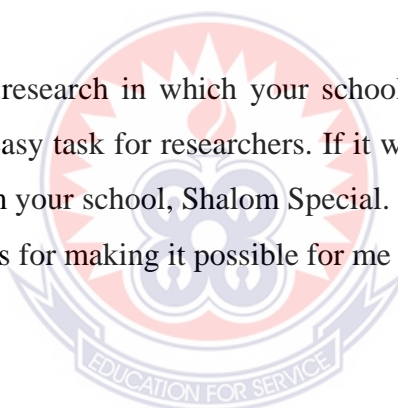 research in which your school
asy task for researchers. If it w
n your school, Shalom Special.
s for making it possible for me
EDUCATION FOR SERVICE